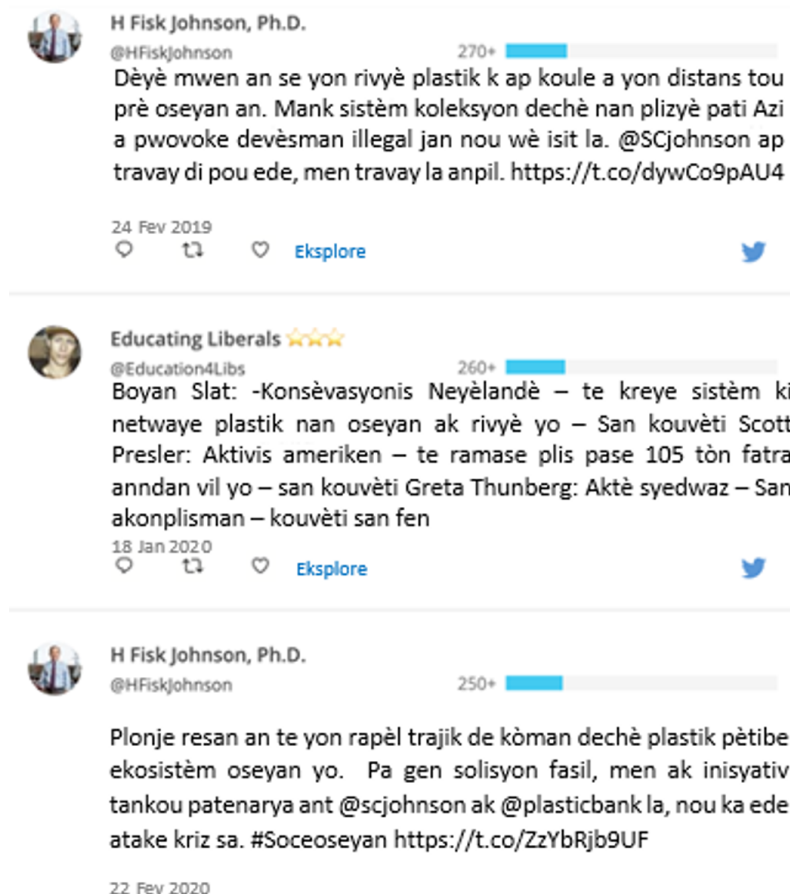 H Fisk Johnson, Ph.D.
@HFiskJohnson 270+
Dèyè mwen an se yon rivyè plastik k ap koule a yon distans tou
prè oseyan an. Mank sistèm koleksyon dechè nan plizyè pati Azi
a pwovoke devèsman illegal jan nou wè isit la. @SCjohnson ap
travay di pou ede, men travay la anpil. https://t.co/dywCo9pAU4
24 Fev 2019
Eksplore
Educating Liberals ⭐⭐⭐
@Education4Libs 260+
Boyan Slat: -Konsèvasyonis Neyèlandè – te kreye sistèm ki
netwaye plastik nan oseyan ak rivyè yo – San kouvèti Scott
Presler: Aktivis ameriken – te ramase plis pase 105 tòn fatra
anndan vil yo – san kouvèti Greta Thunberg: Aktè syedwaz – San
akonplisman – kouvèti san fen
18 Jan 2020
Eksplore
H Fisk Johnson, Ph.D.
@HFiskJohnson 250+
Plonje resan an te yon rapèl trajik de kòman dechè plastik pètibe
ekosistèm oseyan yo. Pa gen solisyon fasil, men ak inisyativ
tankou patenarya ant @scjohnson ak @plasticbank la, nou ka ede
atake kriz sa. #Soceoseyan https://t.co/ZzYbRjb9UF
22 Fev 2020